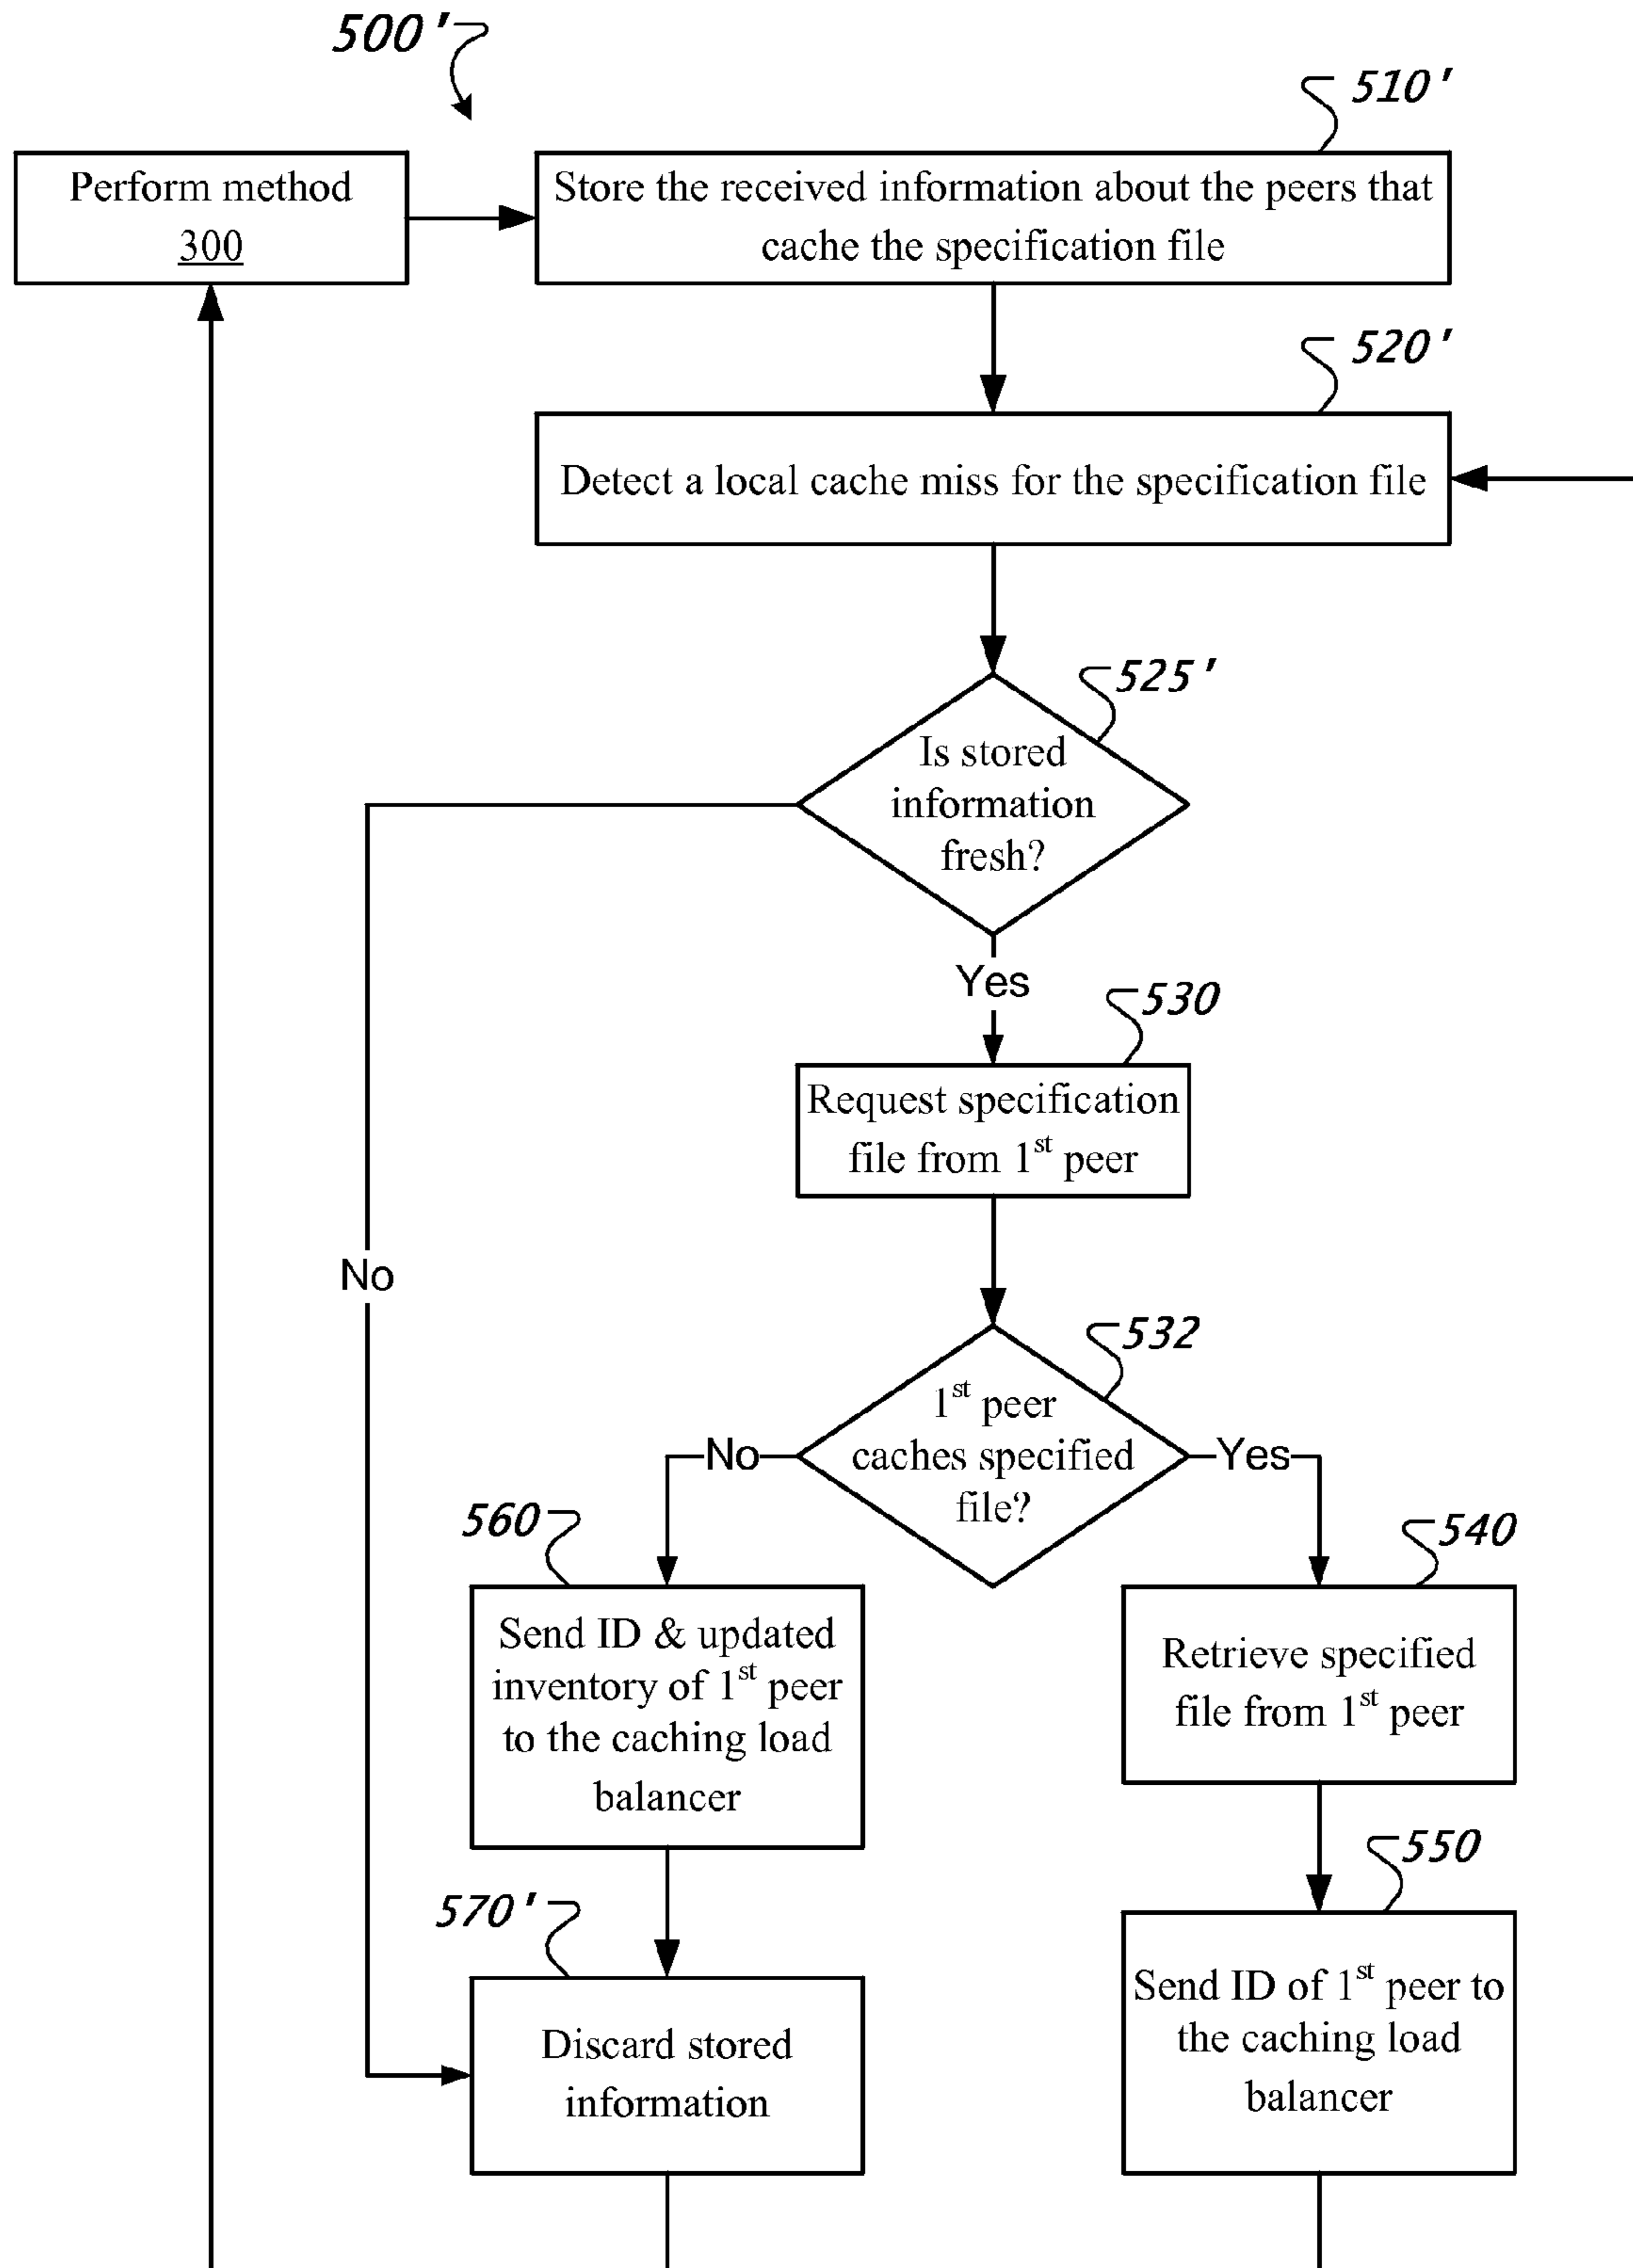 500'
510'
Perform method
300
Store the received information about the peers that
cache the specification file
520'
Detect a local cache miss for the specification file
525'
Is stored
information
fresh?
Yes
530
Request specification
file from 1st peer
No
532
1st peer
caches specified
file?
No
Yes
560
540
Send ID & updated
inventory of 1st peer
to the caching load
balancer
Retrieve specified
file from 1st peer
550
570'
Send ID of 1st peer to
the caching load
balancer
Discard stored
information